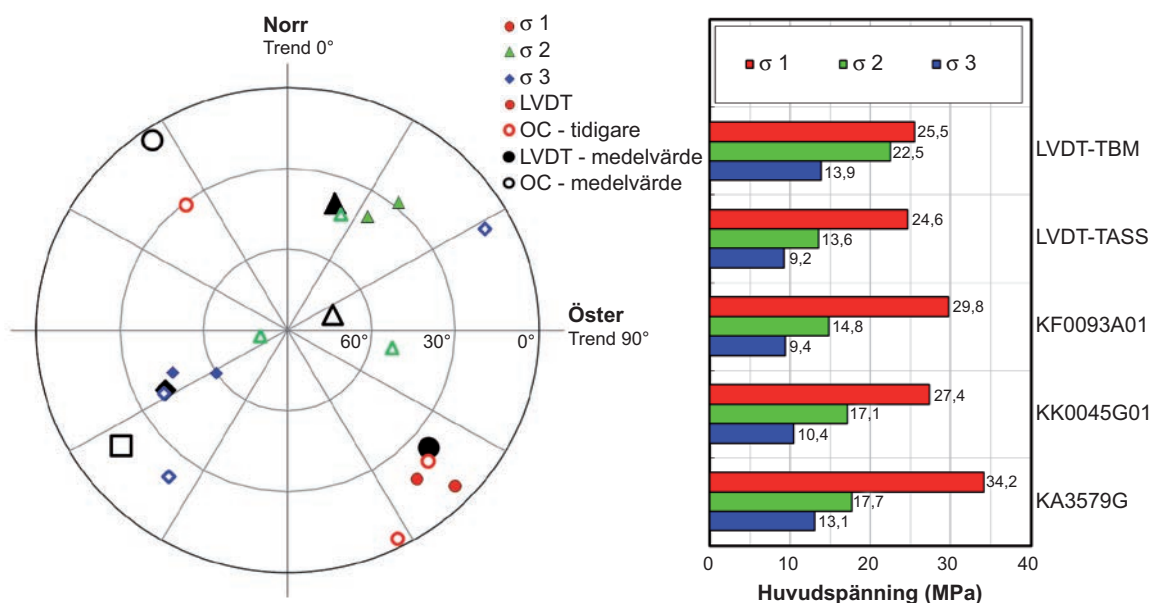 Norr
Trend 0°
σ 1
σ 2
σ 3
LVDT
OC - tidigare
LVDT - medelvärde
OC - medelvärde
Öster
Trend 90°
60° 30° 0°
σ 1 σ 2 σ 3
25,5
22,5
13,9
LVDT-TBM
24,6
13,6
9,2
LVDT-TASS
29,8
14,8
9,4
KF0093A01
27,4
17,1
10,4
KK0045G01
34,2
17,7
13,1
KA3579G
0 10 20 30 40
Huvudspänning (MPa)